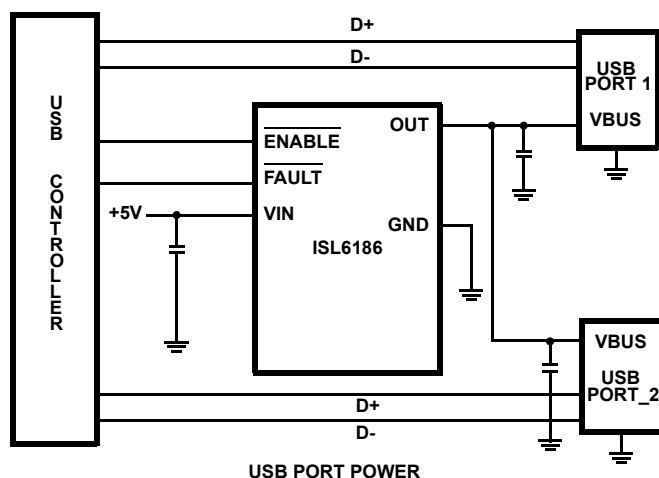 D+
D-
USB
PORT 1
VBUS
USB CONTROLLER
ENABLE
FAULT
VIN
OUT
GND
ISL6186
+5V
VBUS
USB
PORT_2
D+
D-
USB PORT POWER